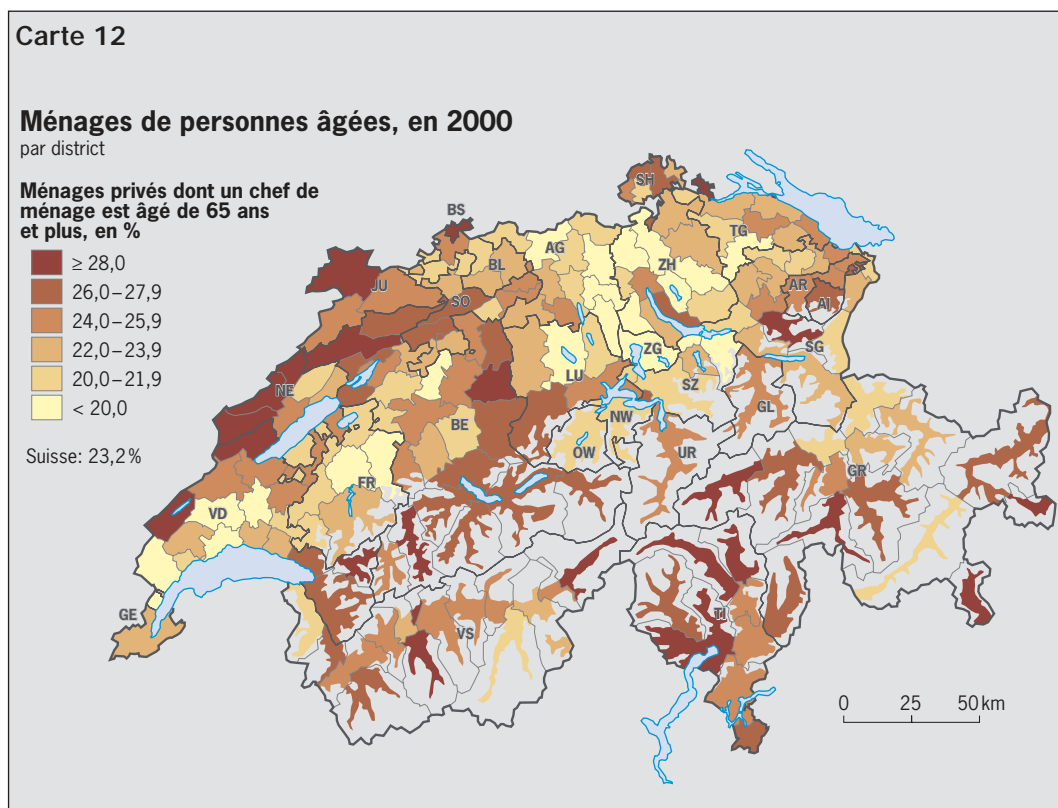 Carte 12
Ménages de personnes âgées, en 2000
par district
Ménages privés dont un chef de
ménage est âgé de 65 ans
et plus, en %
≥ 28,0
26,0–27,9
24,0–25,9
22,0–23,9
20,0–21,9
< 20,0
Suisse: 23,2%
SH
BS
TG
AG
BL
ZH
JU
AR
SO
AI
SG
ZG
LU
SZ
NE
GL
NW
BE
OW
UR
GR
FR
VD
GE
TI
VS
0 25 50 km